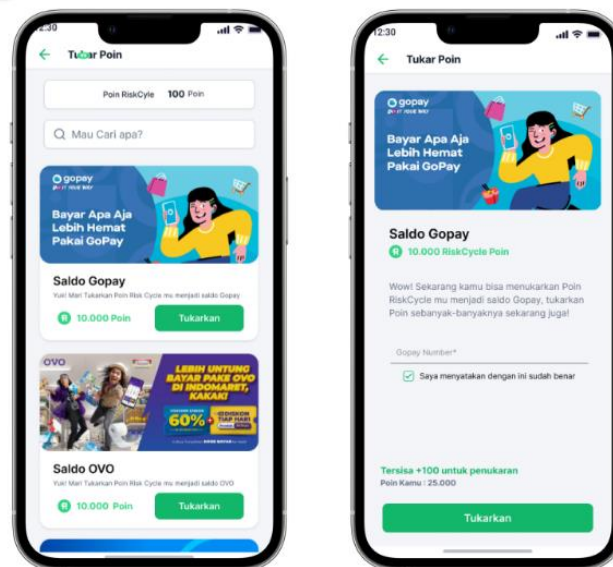 12:30
Tukar Poin
Poin RiskCyle 100 Poin
Mau Cari apa?
gopay
Bayar Apa Aja
Lebih Hemat
Pakai GoPay
Saldo Gopay
Yuk! Mari Tukarkan Poin Risk Cycle mu menjadi saldo Gopay
10.000 Poin
Tukarkan
OVO
LEBIH UNTUNG
BAYAR PAKE OVO
DI INDOMARET,
KAKAK!
60%
Saldo OVO
Yuk! Mari Tukarkan Poin Risk Cycle mu menjadi saldo OVO
10.000 Poin
Tukarkan
12:30
Tukar Poin
gopay
Bayar Apa Aja
Lebih Hemat
Pakai GoPay
Saldo Gopay
10.000 RiskCycle Poin
Wow! Sekarang kamu bisa menukarkan Poin
RiskCycle mu menjadi saldo Gopay, tukarkan
Poin sebanyak-banyaknya sekarang juga!
Gopay Number*
Saya menyatakan dengan ini sudah benar
Tersisa +100 untuk penukaran
Poin Kamu : 25.000
Tukarkan